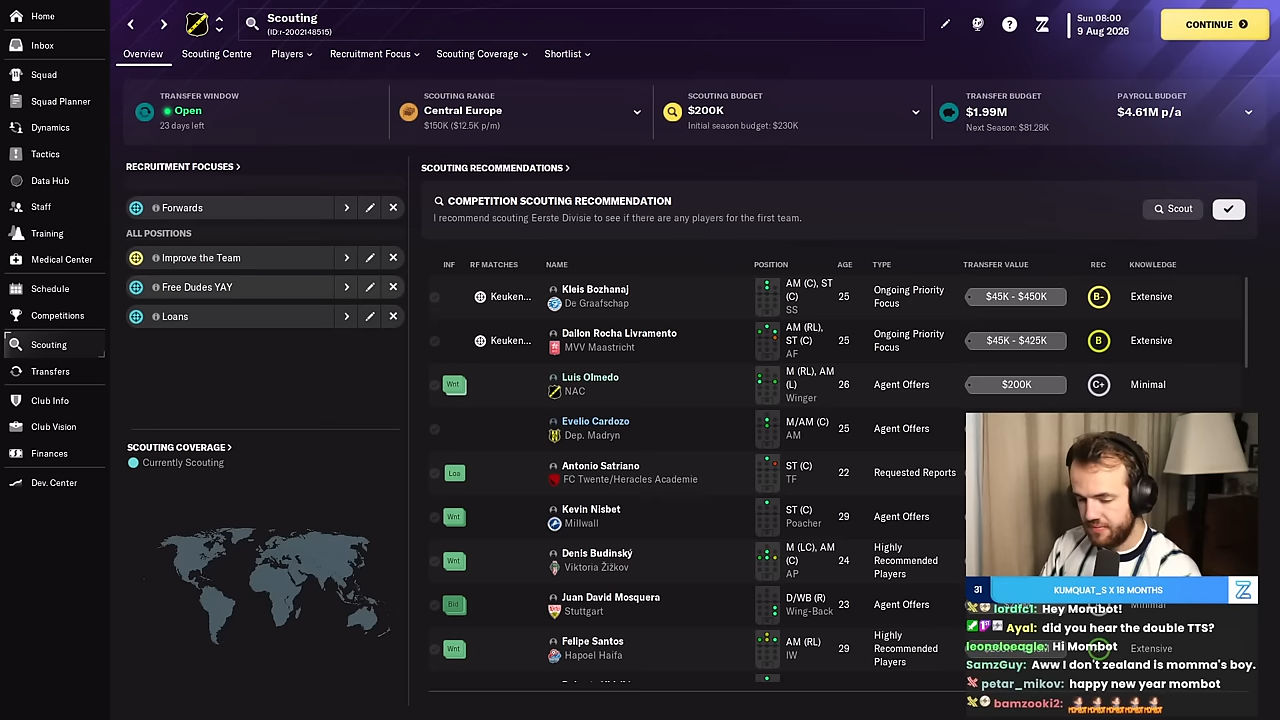 Home
Inbox
Squad
Squad Planner
Dynamics
Tactics
Data Hub
Staff
Training
Medical Center
Schedule
Competitions
Scouting
Transfers
Club Info
Club Vision
Finances
Dev. Center
Scouting
(ID:r-2002148515)
Sun 08:00
9 Aug 2026
CONTINUE
Overview
Scouting Centre
Players
Recruitment Focus
Scouting Coverage
Shortlist
TRANSFER WINDOW
Open
23 days left
SCOUTING RANGE
Central Europe
$150K ($12.5K p/m)
SCOUTING BUDGET
$200K
Initial season budget: $230K
TRANSFER BUDGET
$1.99M
Next Season: $81.28K
PAYROLL BUDGET
$4.61M p/a
RECRUITMENT FOCUSES
Forwards
ALL POSITIONS
Improve the Team
Free Dudes YAY
Loans
SCOUTING COVERAGE
Currently Scouting
SCOUTING RECOMMENDATIONS
COMPETITION SCOUTING RECOMMENDATION
I recommend scouting Eerste Divisie to see if there are any players for the first team.
Scout
INF RF MATCHES NAME POSITION AGE TYPE TRANSFER VALUE REC KNOWLEDGE
Keuken... Kleis Bozhanaj De Graafschap AM (C), ST (C) SS 25 Ongoing Priority Focus $45K - $450K B- Extensive
Keuken... Dailon Rocha Livramento MVV Maastricht AM (RL), ST (C) AF 25 Ongoing Priority Focus $45K - $425K B Extensive
Wnt Luis Olmedo NAC M (RL), AM (L) Winger 26 Agent Offers $200K C+ Minimal
Evelio Cardozo Dep. Madryn M/AM (C) AM 25 Agent Offers
Loa Antonio Satriano FC Twente/Heracles Academie ST (C) TF 22 Requested Reports
Wnt Kevin Nisbet Millwall ST (C) Poacher 29 Agent Offers
Wnt Denis Budinský Viktoria Žižkov M (LC), AM (C) AP 24 Highly Recommended Players
Bid Juan David Mosquera Stuttgart D/WB (R) Wing-Back 23 Agent Offers
Wnt Felipe Santos Hapoel Haifa AM (RL) IW 29 Highly Recommended Players Extensive
31 KUMQUAT_S X 18 MONTHS
lordfc1: Hey Mombot!
Ayal: did you hear the double TTS?
leonoloeagle: Hi Mombot
SamzGuy: Aww I don't zealand is momma's boy.
petar_mikov: happy new year mombot
bamzooki2: